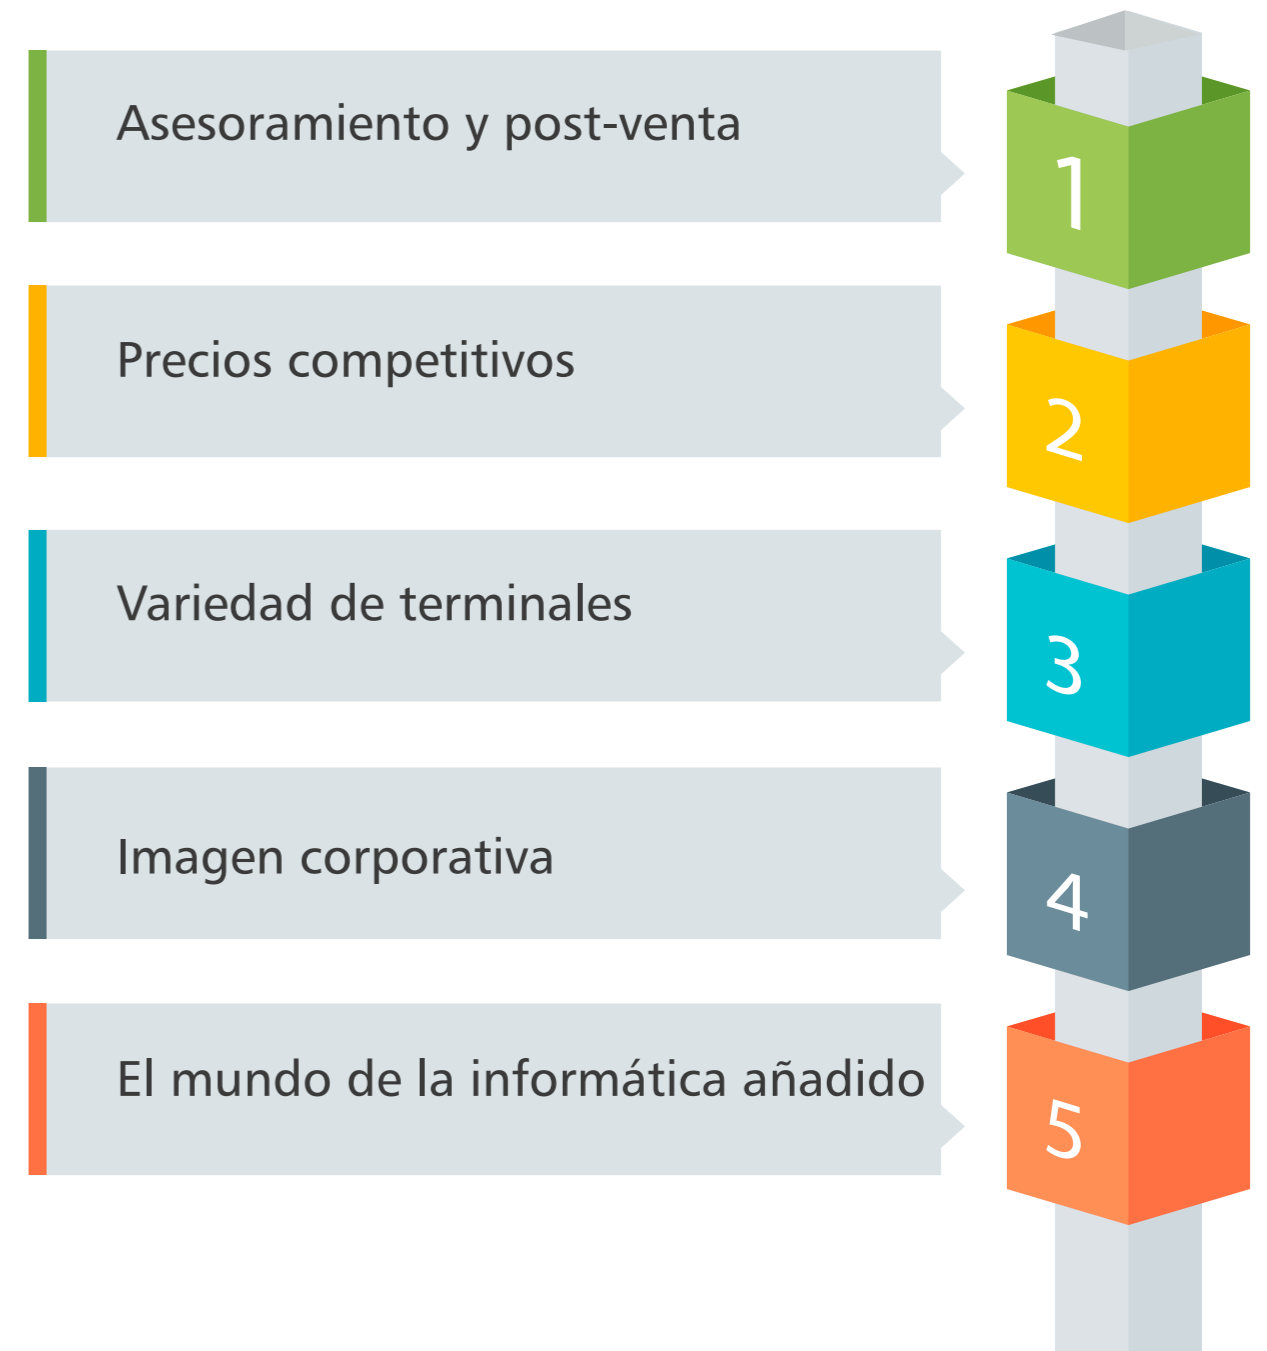 Asesoramiento y post-venta
1
Precios competitivos
2
Variedad de terminales
3
Imagen corporativa
4
El mundo de la informática añadido
5